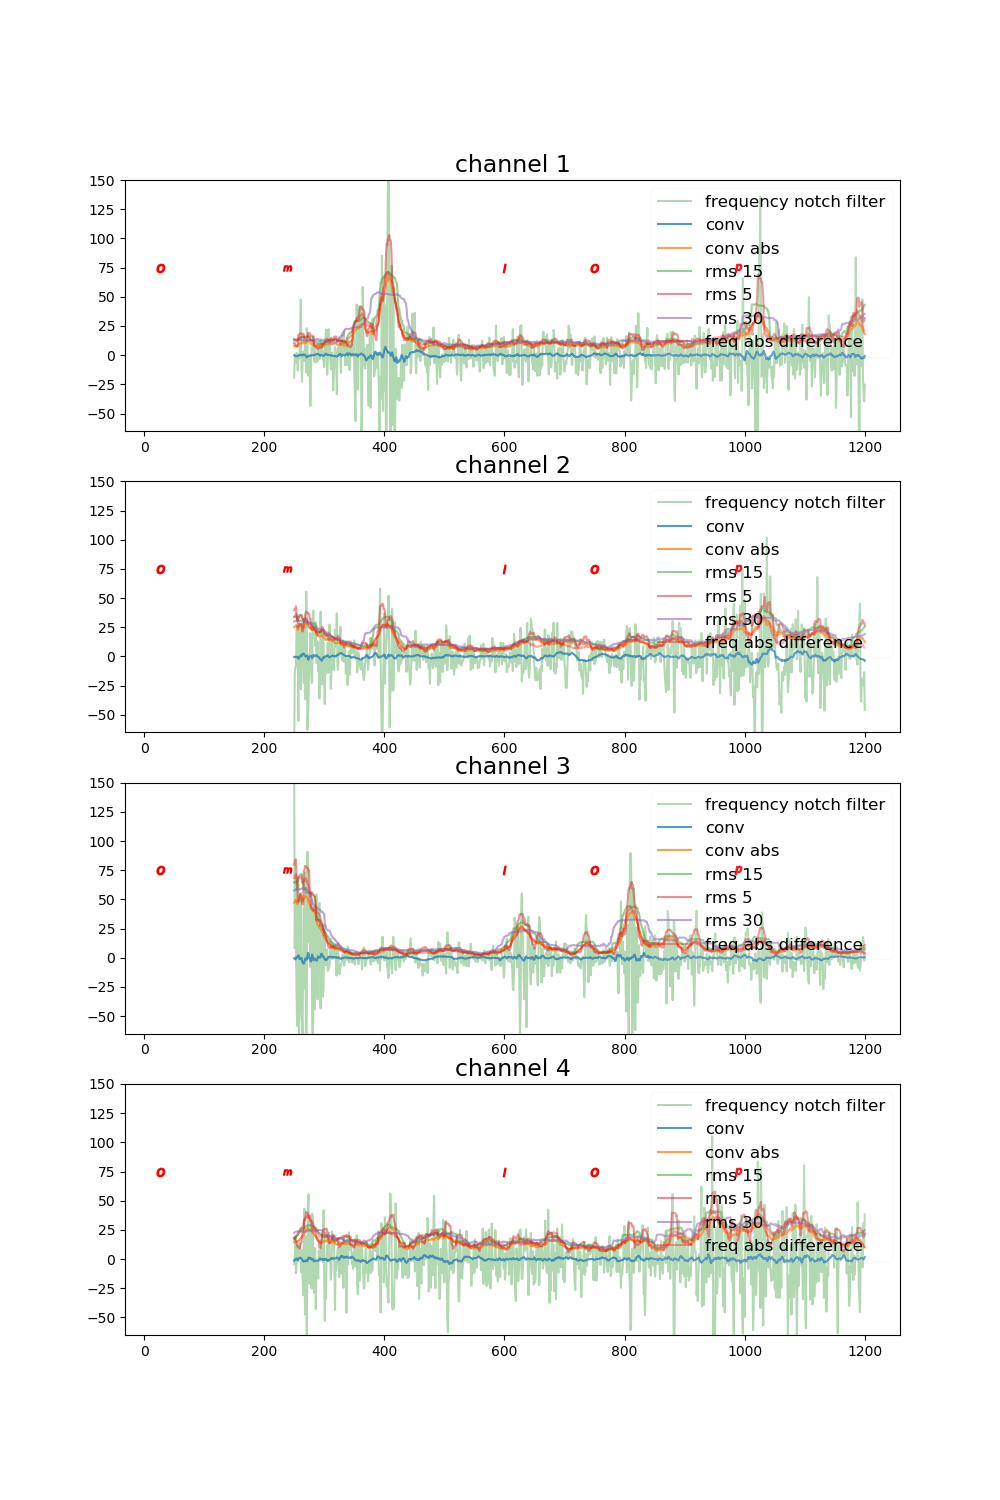 channel 1
150
125
100
75
50
25
0
−25
−50
0 200 400 600 800 1000 1200
frequency notch filter
conv
conv abs
rms 15
rms 5
rms 30
freq abs difference
o m l o p
channel 2
150
125
100
75
50
25
0
−25
−50
0 200 400 600 800 1000 1200
frequency notch filter
conv
conv abs
rms 15
rms 5
rms 30
freq abs difference
o m l o p
channel 3
150
125
100
75
50
25
0
−25
−50
0 200 400 600 800 1000 1200
frequency notch filter
conv
conv abs
rms 15
rms 5
rms 30
freq abs difference
o m l o p
channel 4
150
125
100
75
50
25
0
−25
−50
0 200 400 600 800 1000 1200
frequency notch filter
conv
conv abs
rms 15
rms 5
rms 30
freq abs difference
o m l o p